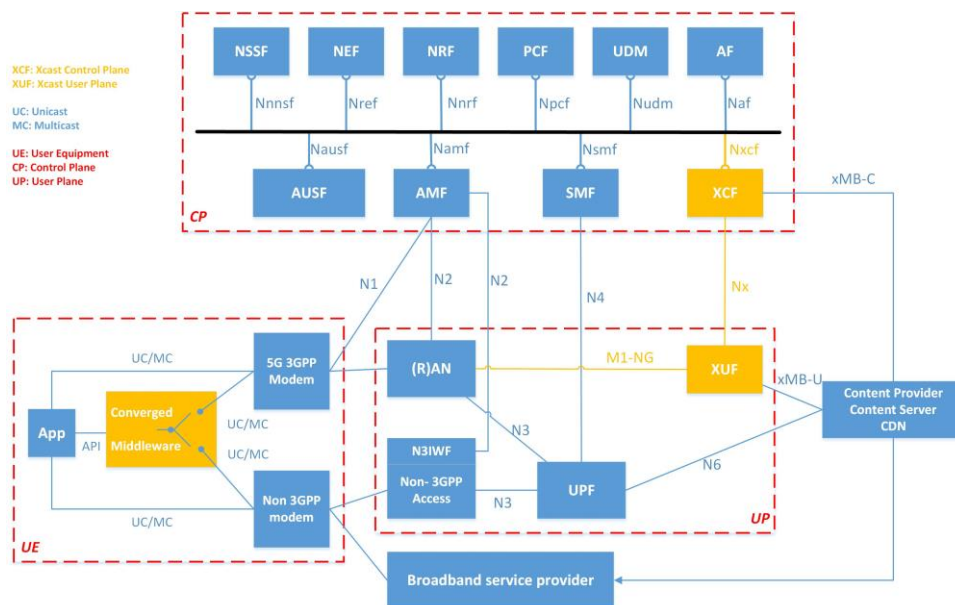 NSSF
NEF
NRF
PCF
UDM
AF
XCF: Xcast Control Plane
XUF: Xcast User Plane
UC: Unicast
MC: Multicast
UE: User Equipment
CP: Control Plane
UP: User Plane
Nnnsf
Nref
Nnrf
Npcf
Nudm
Naf
Nausf
Namf
Nsmf
Nxcf
AUSF
AMF
SMF
XCF
xMB-C
CP
N1
N2
N2
N4
Nx
UC/MC
5G 3GPP
Modem
(R)AN
M1-NG
XUF
xMB-U
Content Provider
Content Server
CDN
App
API
Converged
Middleware
UC/MC
UC/MC
N3
N3IWF
Non- 3GPP
Access
N3
UPF
N6
UC/MC
Non 3GPP
modem
UE
UP
Broadband service provider